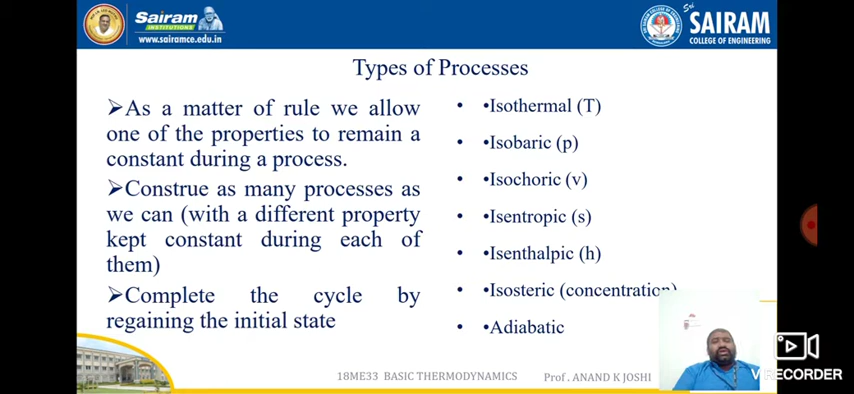 Sairam
INSTITUTIONS
www.sairamce.edu.in
Sri
SAIRAM
COLLEGE OF ENGINEERING
Types of Processes
➢As a matter of rule we allow
one of the properties to remain a
constant during a process.
➢Construe as many processes as
we can (with a different property
kept constant during each of
them)
➢Complete the cycle by
regaining the initial state
• •Isothermal (T)
• •Isobaric (p)
• •Isochoric (v)
• •Isentropic (s)
• •Isenthalpic (h)
• •Isosteric (concentration)
• •Adiabatic
18ME33 BASIC THERMODYNAMICS
Prof . ANAND K JOSHI
V RECORDER